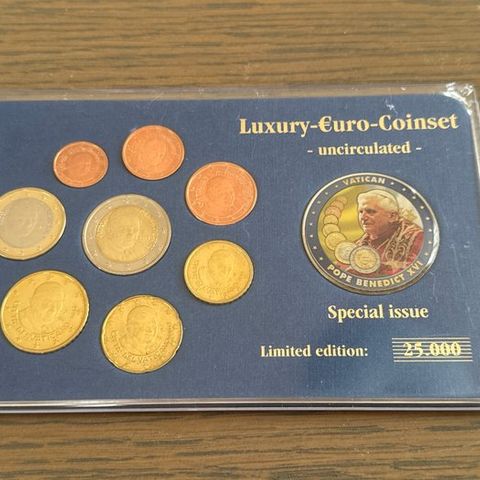 Luxury-€uro-Coinset
- uncirculated -
VATICAN
POPE BENEDICT XVI
Special issue
Limited edition: 25.000